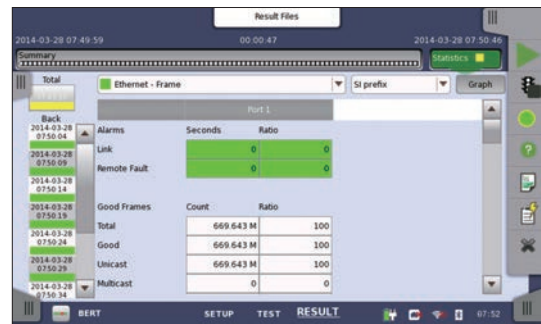 Result Files
2014-03-28 07:49:59 00:00:47 2014-03-28 07:50:46
Summary Statistics
Total Ethernet - Frame SI prefix Graph
Port 1
Back
2014-03-28 07:50:04
2014-03-28 07:50:09
2014-03-28 07:50:14
2014-03-28 07:50:19
2014-03-28 07:50:24
2014-03-28 07:50:29
2014-03-28 07:50:34
Alarms Seconds Ratio
Link 0 0
Remote Fault 0 0
Good Frames Count Ratio
Total 669.643 M 100
Good 669.643 M 100
Unicast 669.643 M 100
Multicast 0 0
BERT SETUP TEST RESULT 07:52